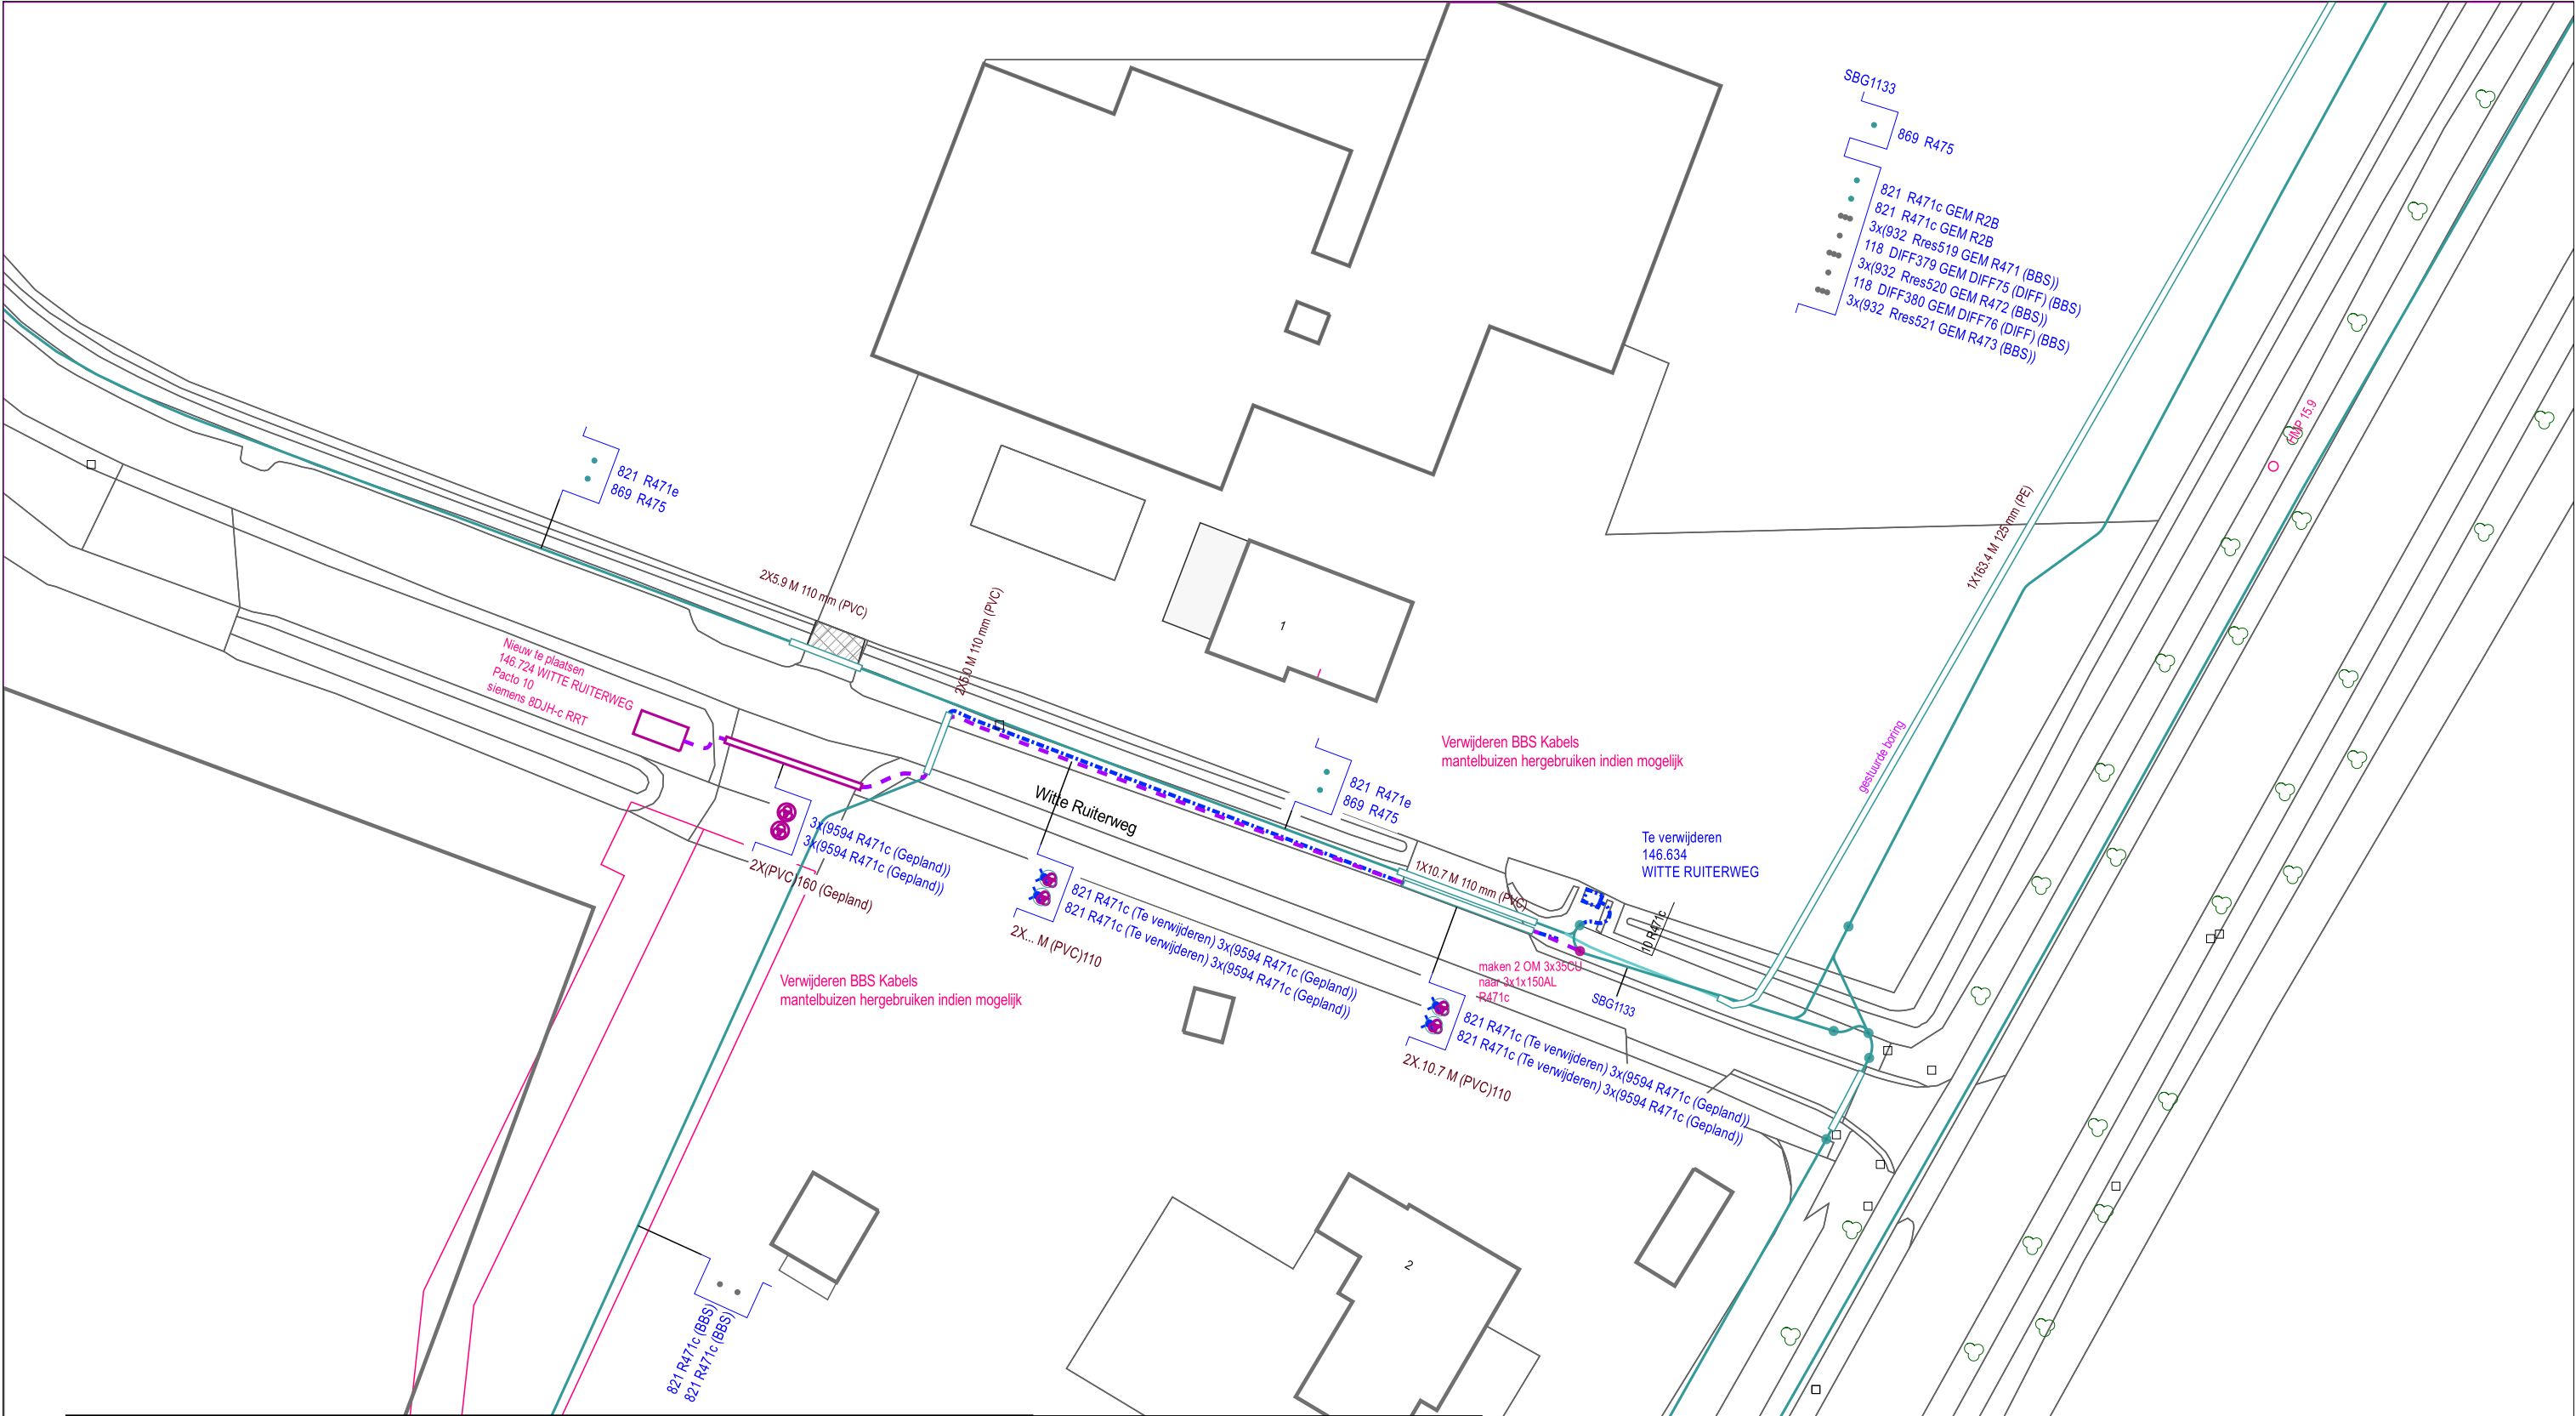 SBG1133
869 R475
821 R471c GEM R2B
821 R471c GEM R2B
3x(932 Rres519 GEM R471 (BBS))
118 DIFF379 GEM DIFF75 (DIFF) (BBS)
3x(932 Rres520 GEM R472 (BBS))
118 DIFF380 GEM DIFF76 (DIFF) (BBS)
3x(932 Rres521 GEM R473 (BBS))
HMP 15.9
821 R471e
869 R475
1X163.4 M 125 mm (PE)
2X5.9 M 110 mm (PVC)
2X5.0 M 110 mm (PVC)
1
Nieuw te plaatsen
146.724 WITTE RUITERWEG
Pacto 10
siemens 8DJH-c RRT
Verwijderen BBS Kabels
mantelbuizen hergebruiken indien mogelijk
gestuurde boring
821 R471e
869 R475
Witte Ruiterweg
3x(9594 R471c (Gepland))
3x(9594 R471c (Gepland))
2X(PVC)160 (Gepland)
Te verwijderen
146.634
WITTE RUITERWEG
1X10.7 M 110 mm (PVC)
10 R471c
821 R471c (Te verwijderen) 3x(9594 R471c (Gepland))
821 R471c (Te verwijderen) 3x(9594 R471c (Gepland))
2X... M (PVC)110
maken 2 OM 3x35CU
naar 3x1x150AL
R471c
SBG1133
Verwijderen BBS Kabels
mantelbuizen hergebruiken indien mogelijk
821 R471c (Te verwijderen) 3x(9594 R471c (Gepland))
821 R471c (Te verwijderen) 3x(9594 R471c (Gepland))
2X.10.7 M (PVC)110
2
821 R471c (BBS)
821 R471c (BBS)